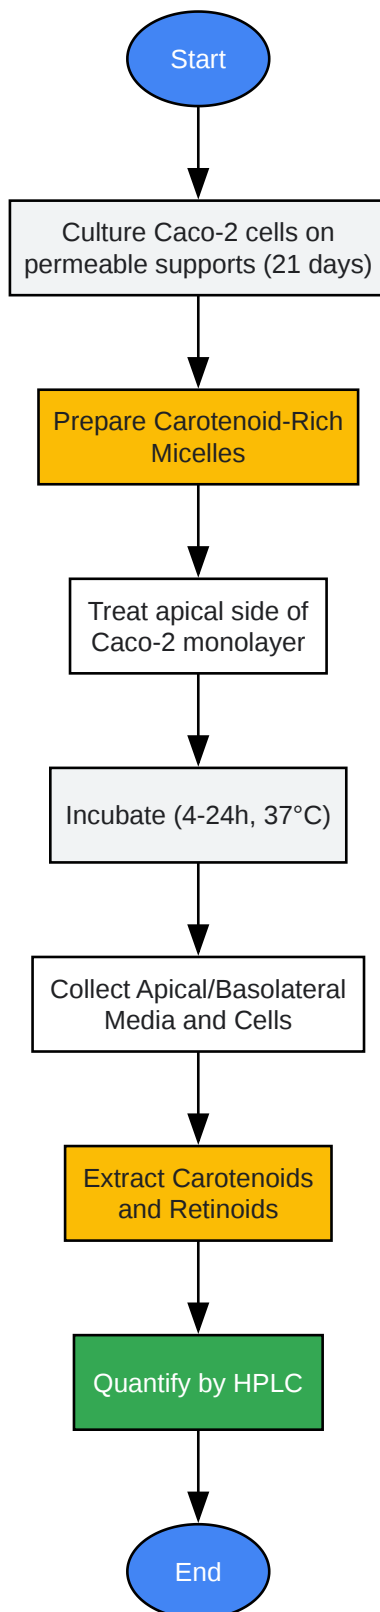 Start
Culture Caco-2 cells on
permeable supports (21 days)
Prepare Carotenoid-Rich
Micelles
Treat apical side of
Caco-2 monolayer
Incubate (4-24h, 37°C)
Collect Apical/Basolateral
Media and Cells
Extract Carotenoids
and Retinoids
Quantify by HPLC
End